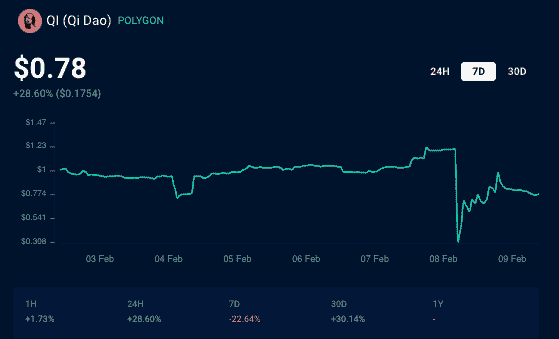 QI (Qi Dao) POLYGON
$0.78
24H 7D 30D
+28.60% ($0.1754)
$1.47
$1.23
$1
$0.774
$0.541
$0.308
03 Feb 04 Feb 05 Feb 06 Feb 07 Feb 08 Feb 09 Feb
1H 24H 7D 30D 1Y
+1.73% +28.60% -22.64% +30.14% -